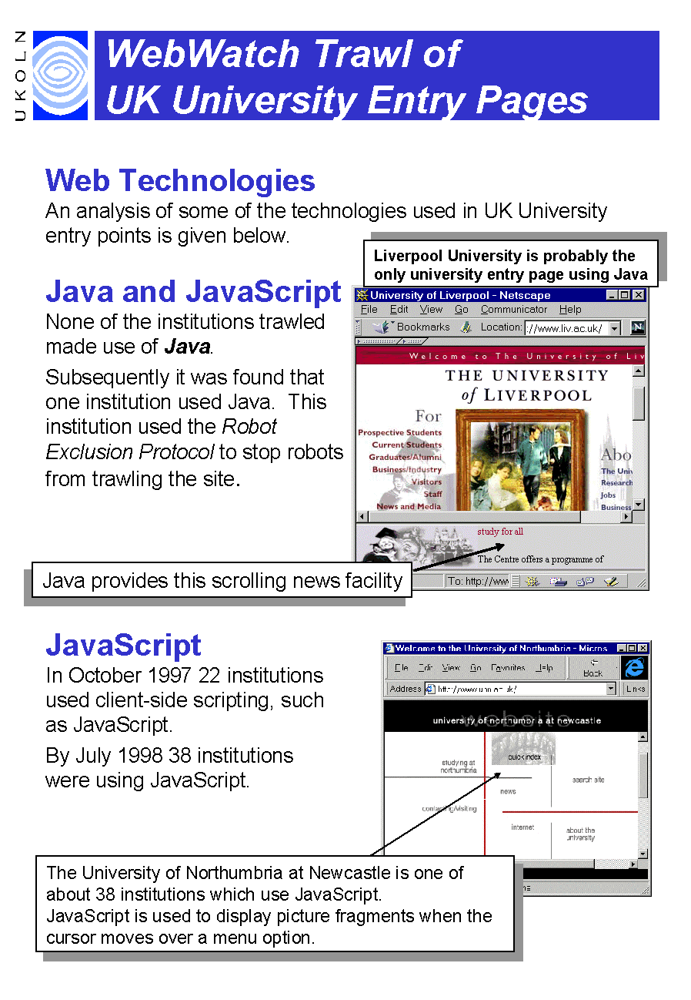 UKOLN
WebWatch Trawl of
UK University Entry Pages
Web Technologies
An analysis of some of the technologies used in UK University
entry points is given below.
Liverpool University is probably the
only university entry page using Java
Java and JavaScript
None of the institutions trawled
made use of Java.
Subsequently it was found that
one institution used Java. This
institution used the Robot
Exclusion Protocol to stop robots
from trawling the site.
University of Liverpool - Netscape
File Edit View Go Communicator Help
Bookmarks Location: ://www.liv.ac.uk/ N
Welcome to The University of Liv
THE UNIVERSITY
of LIVERPOOL
For
Prospective Students
Current Students
Graduates/Alumni
Business/Industry
Visitors
Staff
News and Media
Abo
The Univ
Research
Jobs
Business
study for all
The Centre offers a programme of
To: http://www
Java provides this scrolling news facility
JavaScript
In October 1997 22 institutions
used client-side scripting, such
as JavaScript.
By July 1998 38 institutions
were using JavaScript.
Welcome to the University of Northumbria - Micros
File Edit View Go Favorites Help
Back
Address http://www.unn.ac.uk/ Links
website
university of northumbria at newcastle
quick index
studying at
northumbria
search site
news
contacting/visiting
internet
about the
university
The University of Northumbria at Newcastle is one of
about 38 institutions which use JavaScript.
JavaScript is used to display picture fragments when the
cursor moves over a menu option.